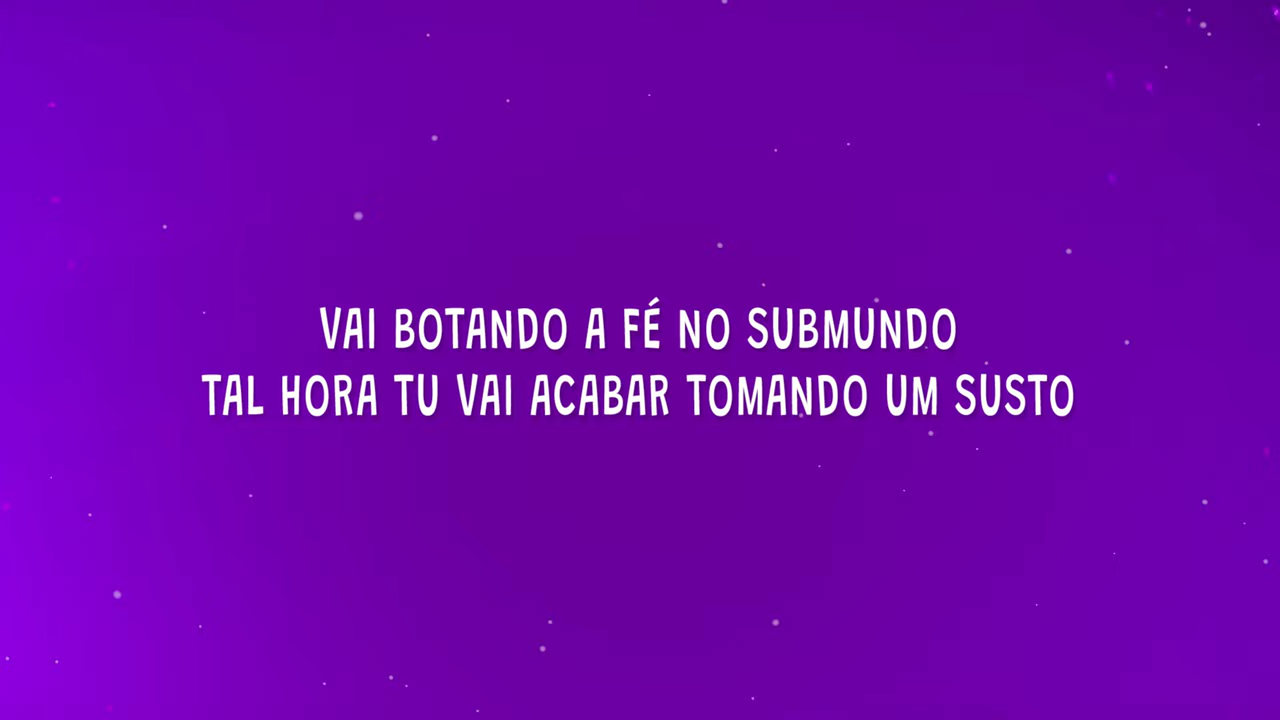 VAI BOTANDO A FÉ NO SUBMUNDO
TAL HORA TU VAI ACABAR TOMANDO UM SUSTO